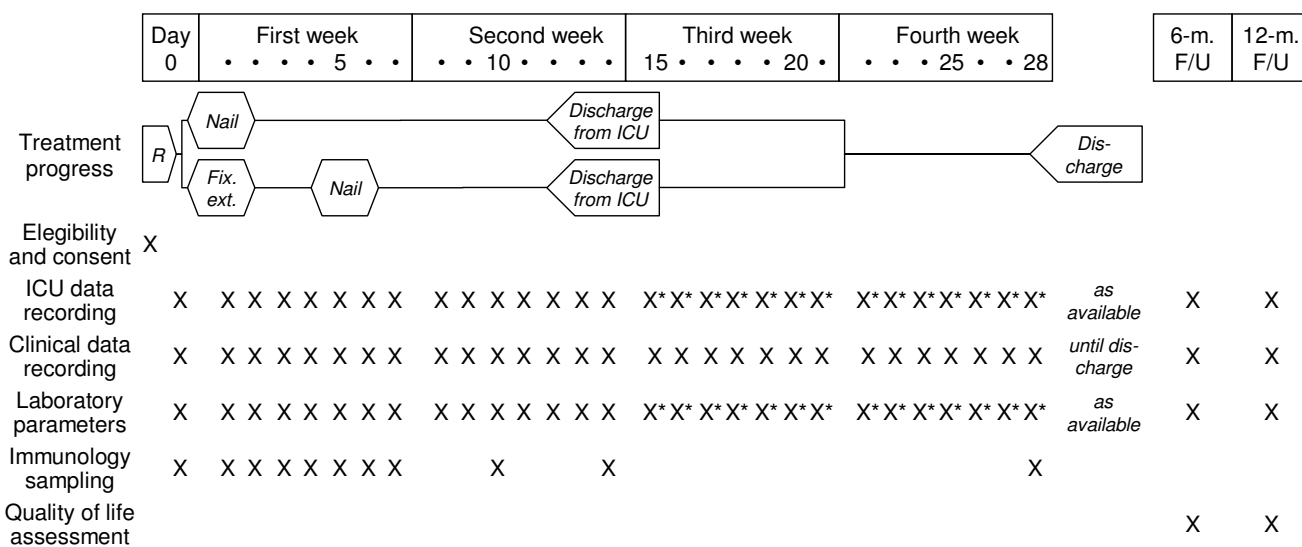 Day First week Second week Third week Fourth week 6-m. 12-m.
0 • • • • 5 • • • • 10 • • • • 15 • • • • 20 • • • • 25 • • 28 F/U F/U
Treatment
progress
R
Nail
Discharge
from ICU
Fix.
ext.
Nail
Discharge
from ICU
Dis-
charge
Elegibility
and consent
X
ICU data
recording
X X X X X X X X X X X X X X X X* X* X* X* X* X* X* X* X* X* X* X* X* X* as available X X
Clinical data
recording
X X X X X X X X X X X X X X X X X X X X X X X X X X X X X until dis-charge X X
Laboratory
parameters
X X X X X X X X X X X X X X X X* X* X* X* X* X* X* X* X* X* X* X* X* X* as available X X
Immunology
sampling
X X X X X X X X X X X
Quality of life
assessment
X X